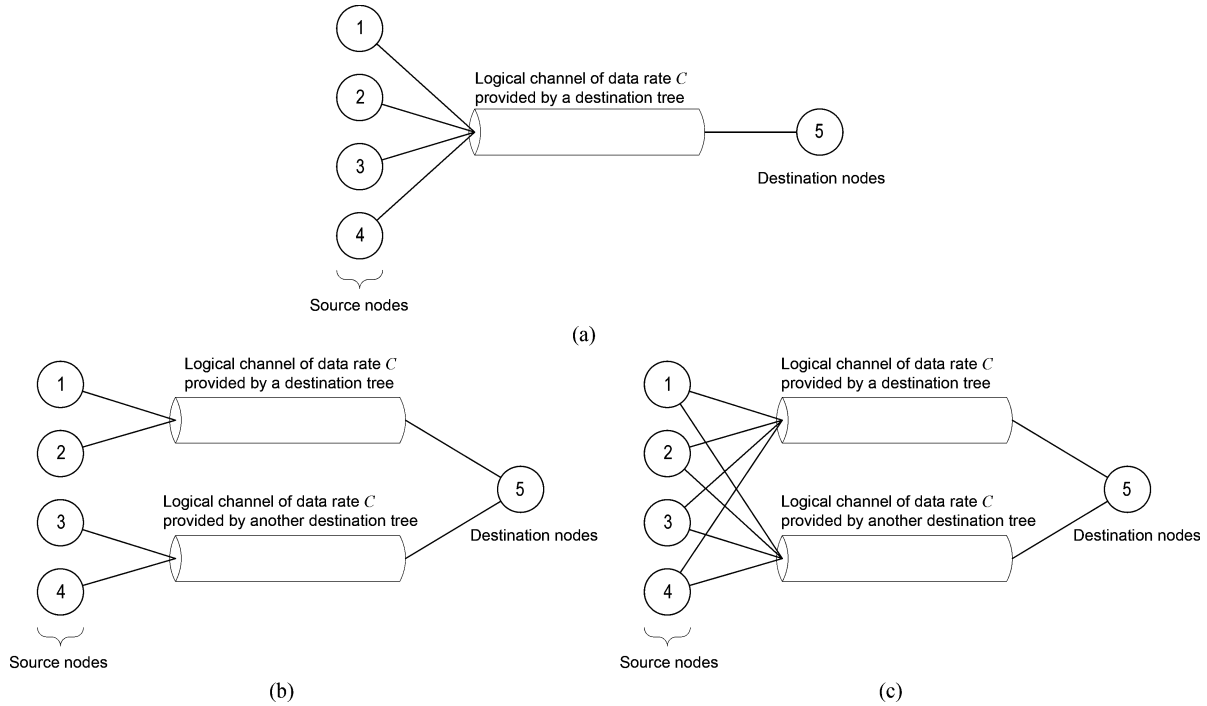 1
Logical channel of data rate C
provided by a destination tree
2
5
3
Destination nodes
4
Source nodes
(a)
Logical channel of data rate C
provided by a destination tree
1
2
Logical channel of data rate C
provided by another destination tree
3
4
5
Destination nodes
Source nodes
(b)
Logical channel of data rate C
provided by a destination tree
1
2
Logical channel of data rate C
provided by another destination tree
3
4
5
Destination nodes
Source nodes
(c)